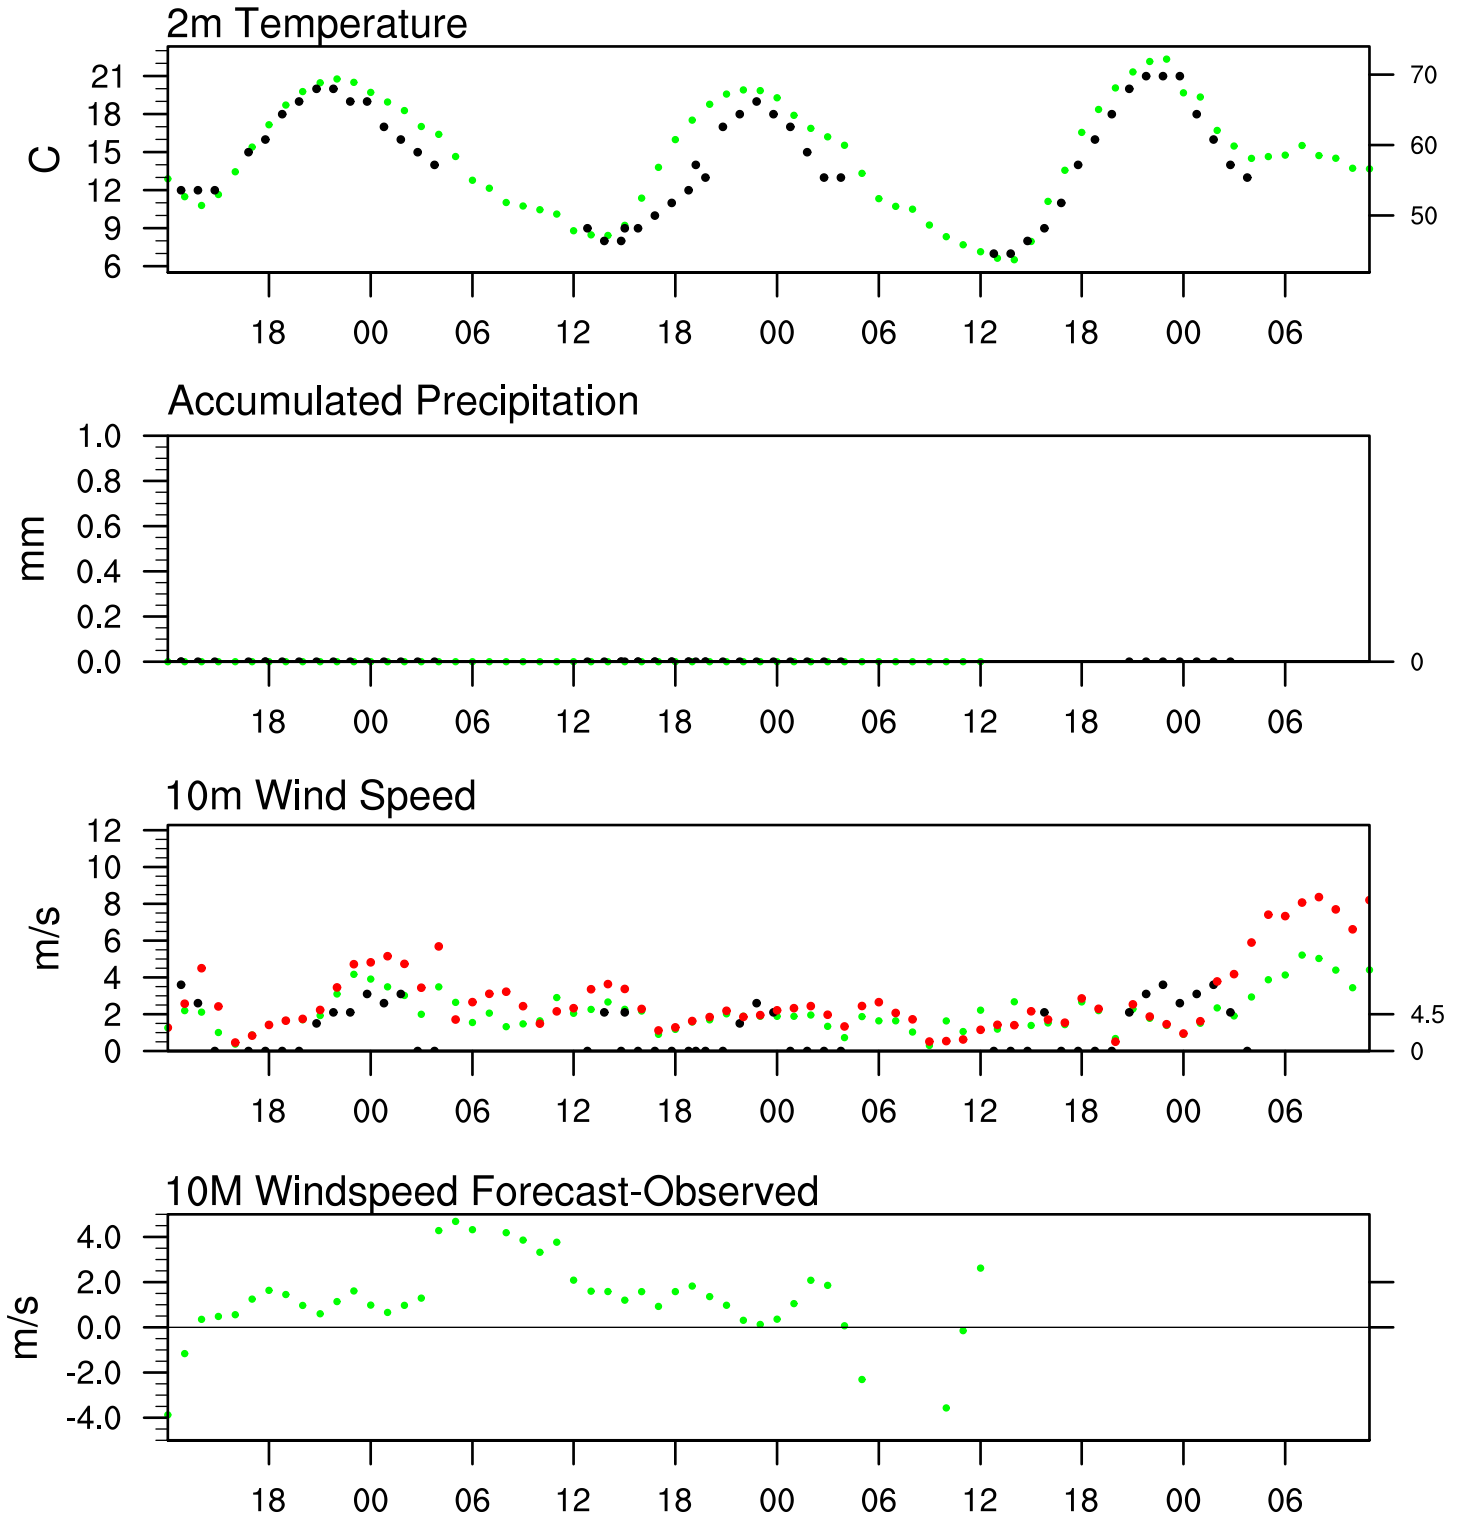 2m Temperature
21
18
15
12
9
6
C
70
60
50
18 00 06 12 18 00 06 12 18 00 06
Accumulated Precipitation
1.0
0.8
0.6
0.4
0.2
0.0
mm
0
18 00 06 12 18 00 06 12 18 00 06
10m Wind Speed
12
10
8
6
4
2
0
m/s
4.5
0
18 00 06 12 18 00 06 12 18 00 06
10M Windspeed Forecast-Observed
4.0
2.0
0.0
-2.0
-4.0
m/s
18 00 06 12 18 00 06 12 18 00 06